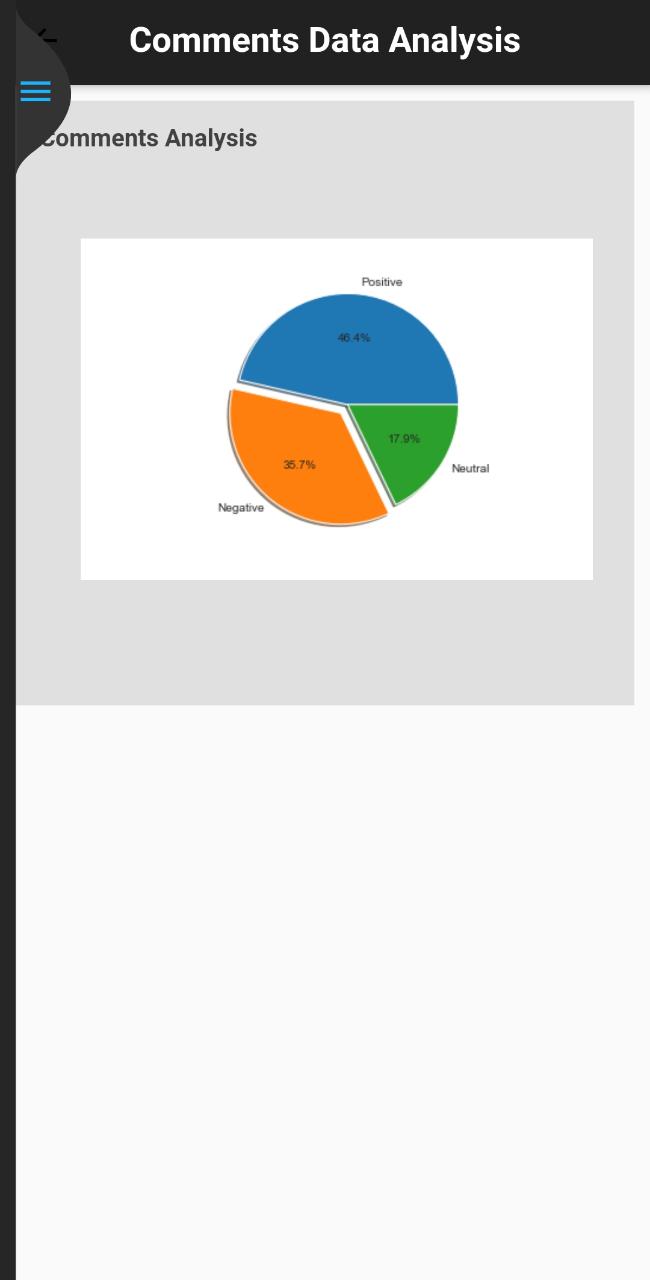 Comments Data Analysis
Comments Analysis
Positive
46.4%
17.9%
35.7%
Neutral
Negative